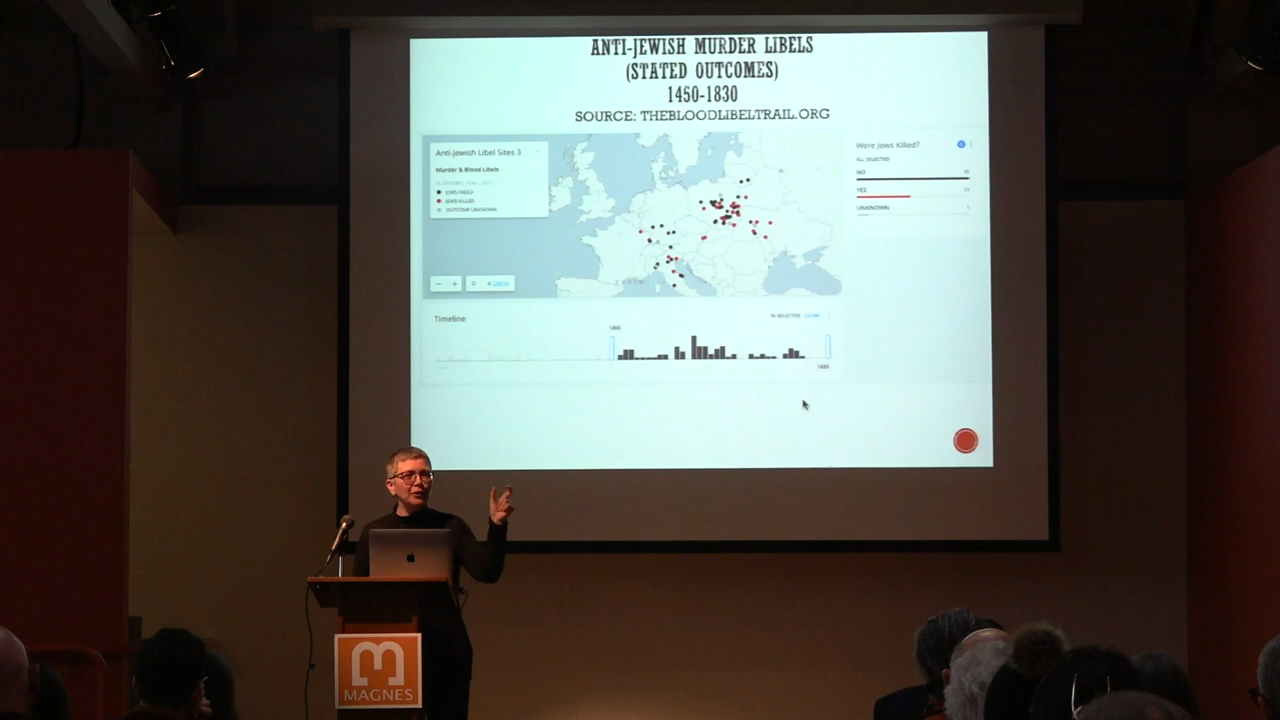 ANTI-JEWISH MURDER LIBELS
(STATED OUTCOMES)
1450-1830
SOURCE: THEBLOODLIBELTRAIL.ORG
Anti-Jewish Libel Sites 3
Murder & Blood Libels
JEWS FREED
JEWS KILLED
OUTCOME UNKNOWN
Were Jews Killed?
ALL SELECTED
NO
YES
UNKNOWN
Timeline
1450
MAGNES